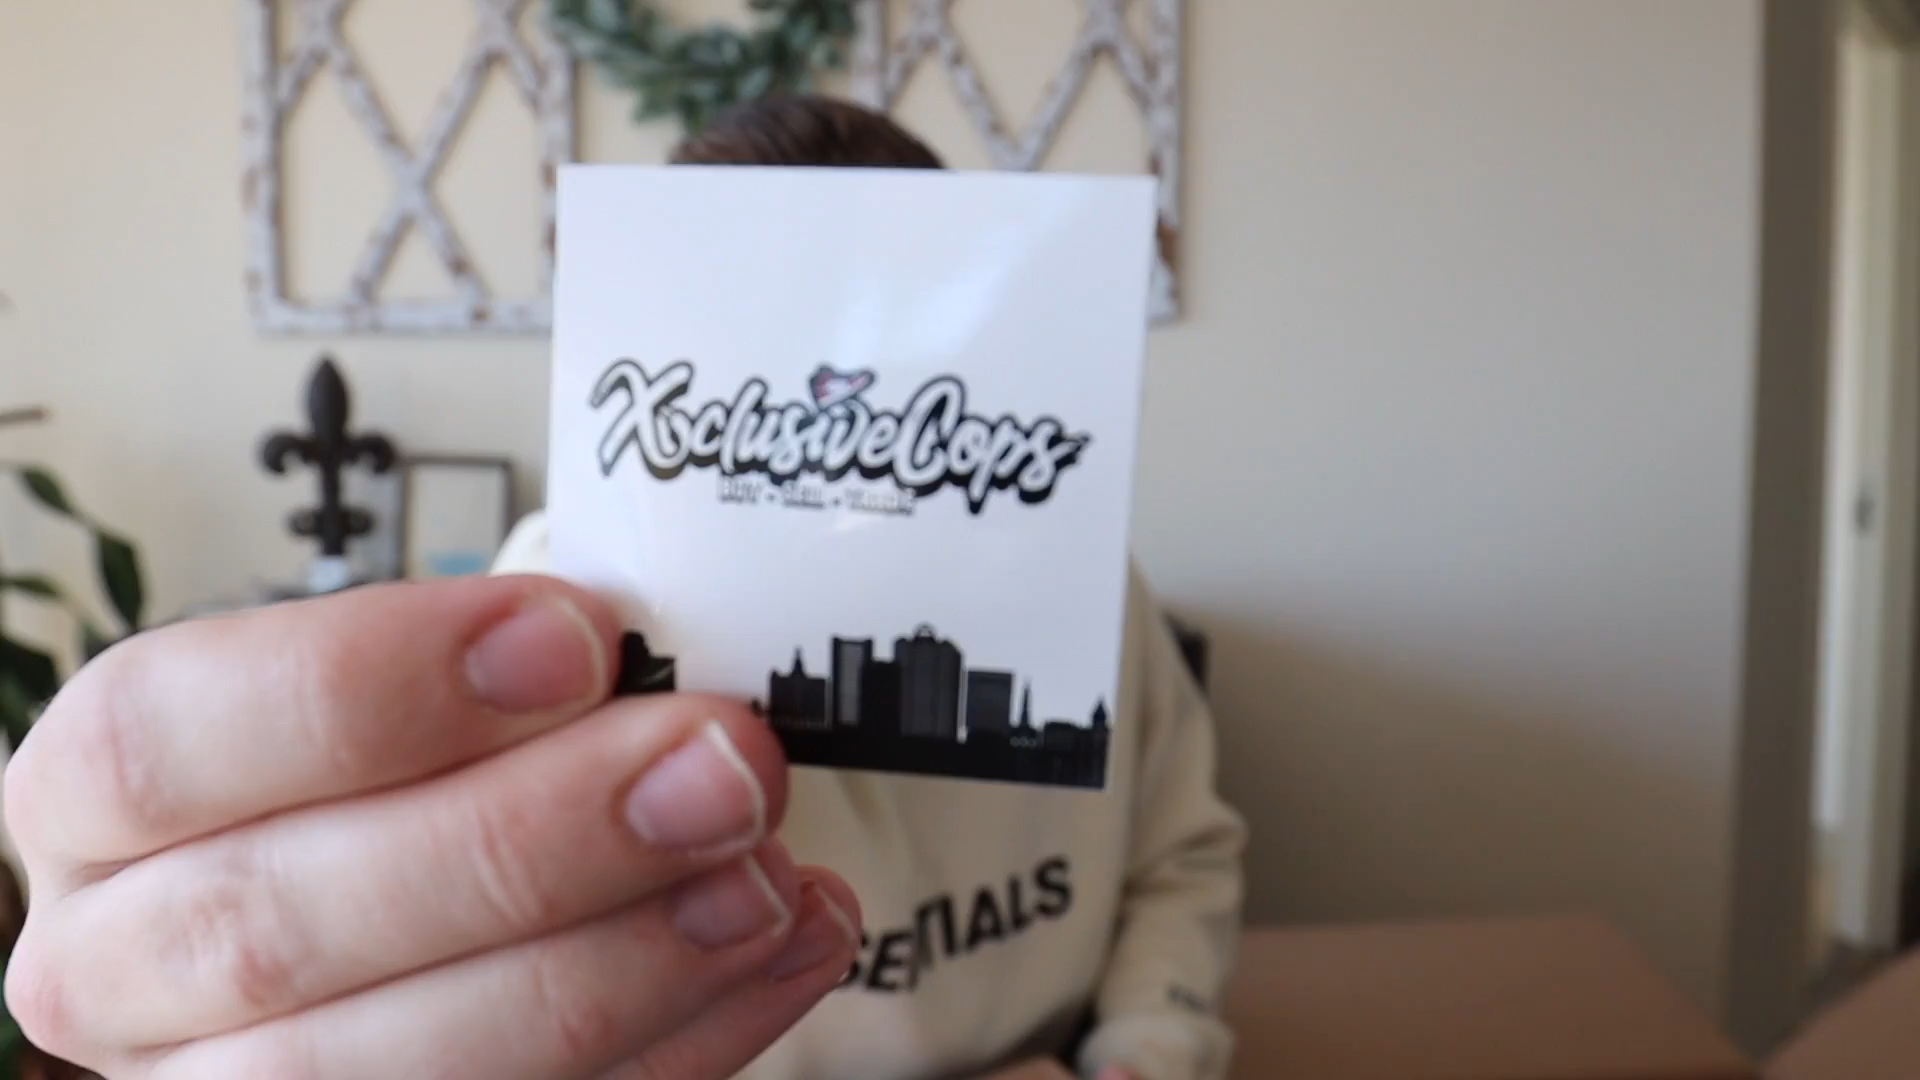 XclusiveCops
BUY - SELL - TRADE
SENTIALS